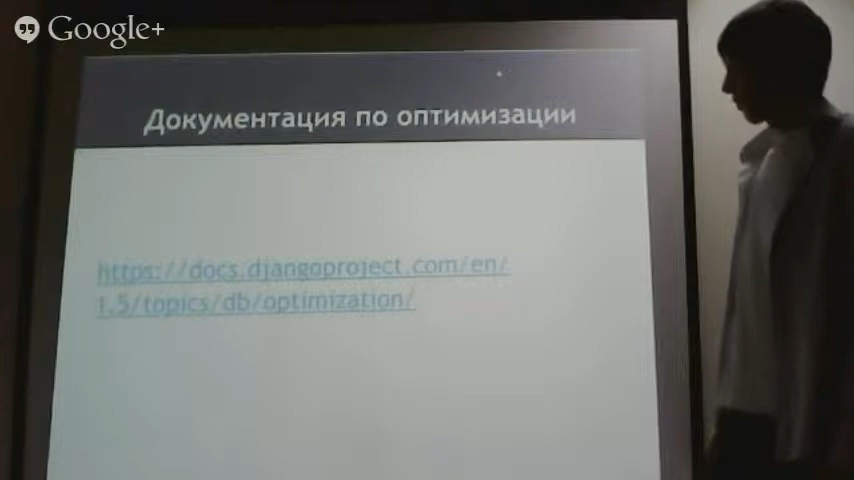 Google+
Документация по оптимизации
https://docs.djangoproject.com/en/
1.5/topics/db/optimization/